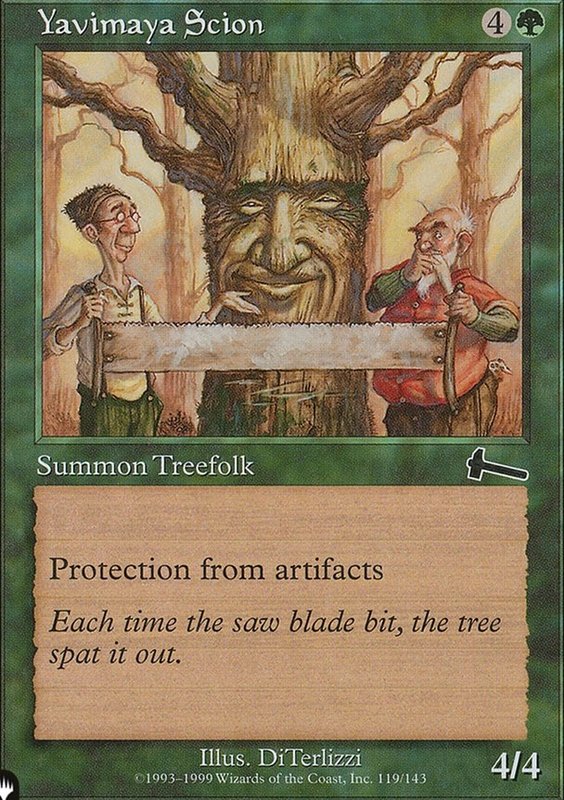 Yavimaya Scion 4
Summon Treefolk
Protection from artifacts
Each time the saw blade bit, the tree
spat it out.
Illus. DiTerlizzi
©1993–1999 Wizards of the Coast, Inc. 119/143
4/4